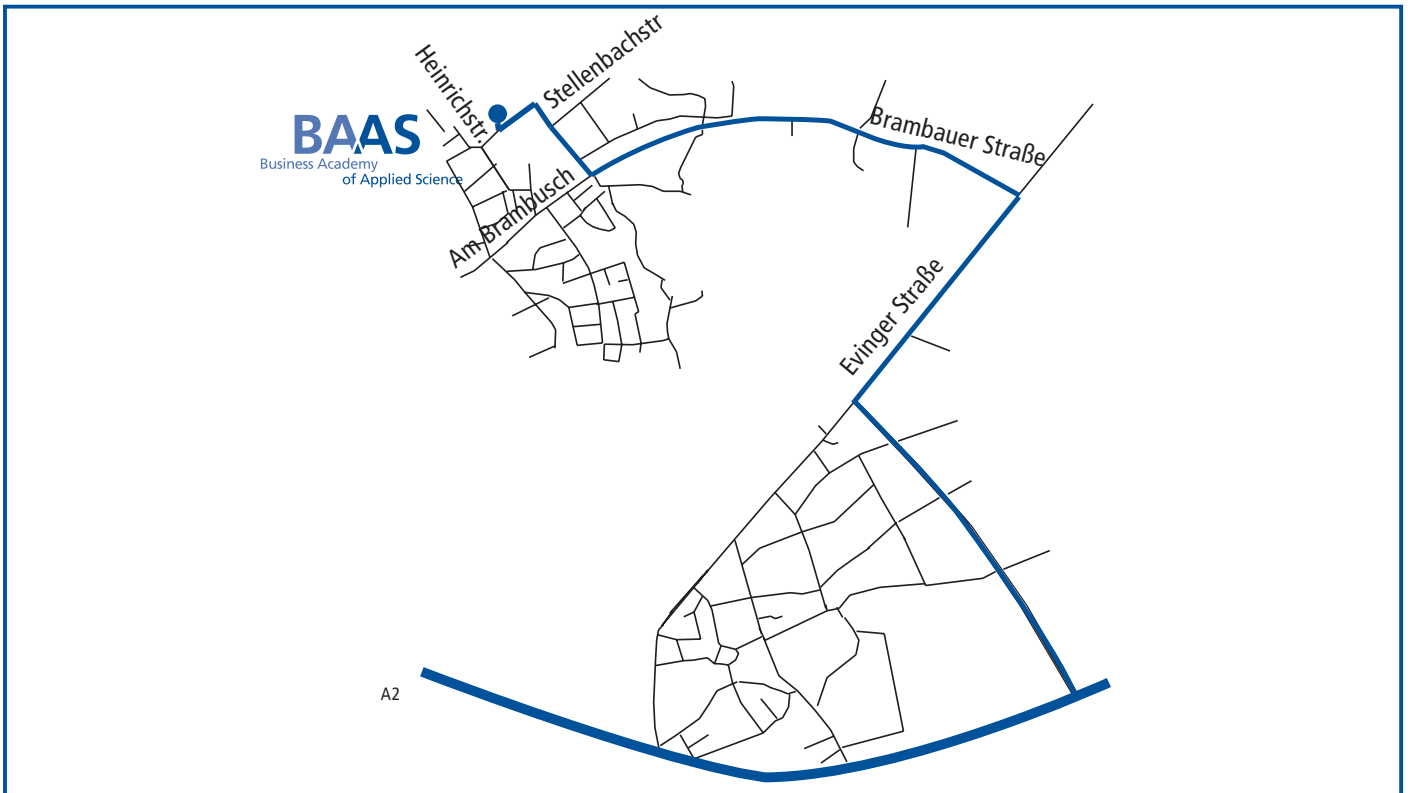 Heinrichstr.
Stellenbachstr
BAAS
Business Academy
of Applied Science
Brambauer Straße
Am Brambusch
Evinger Straße
A2